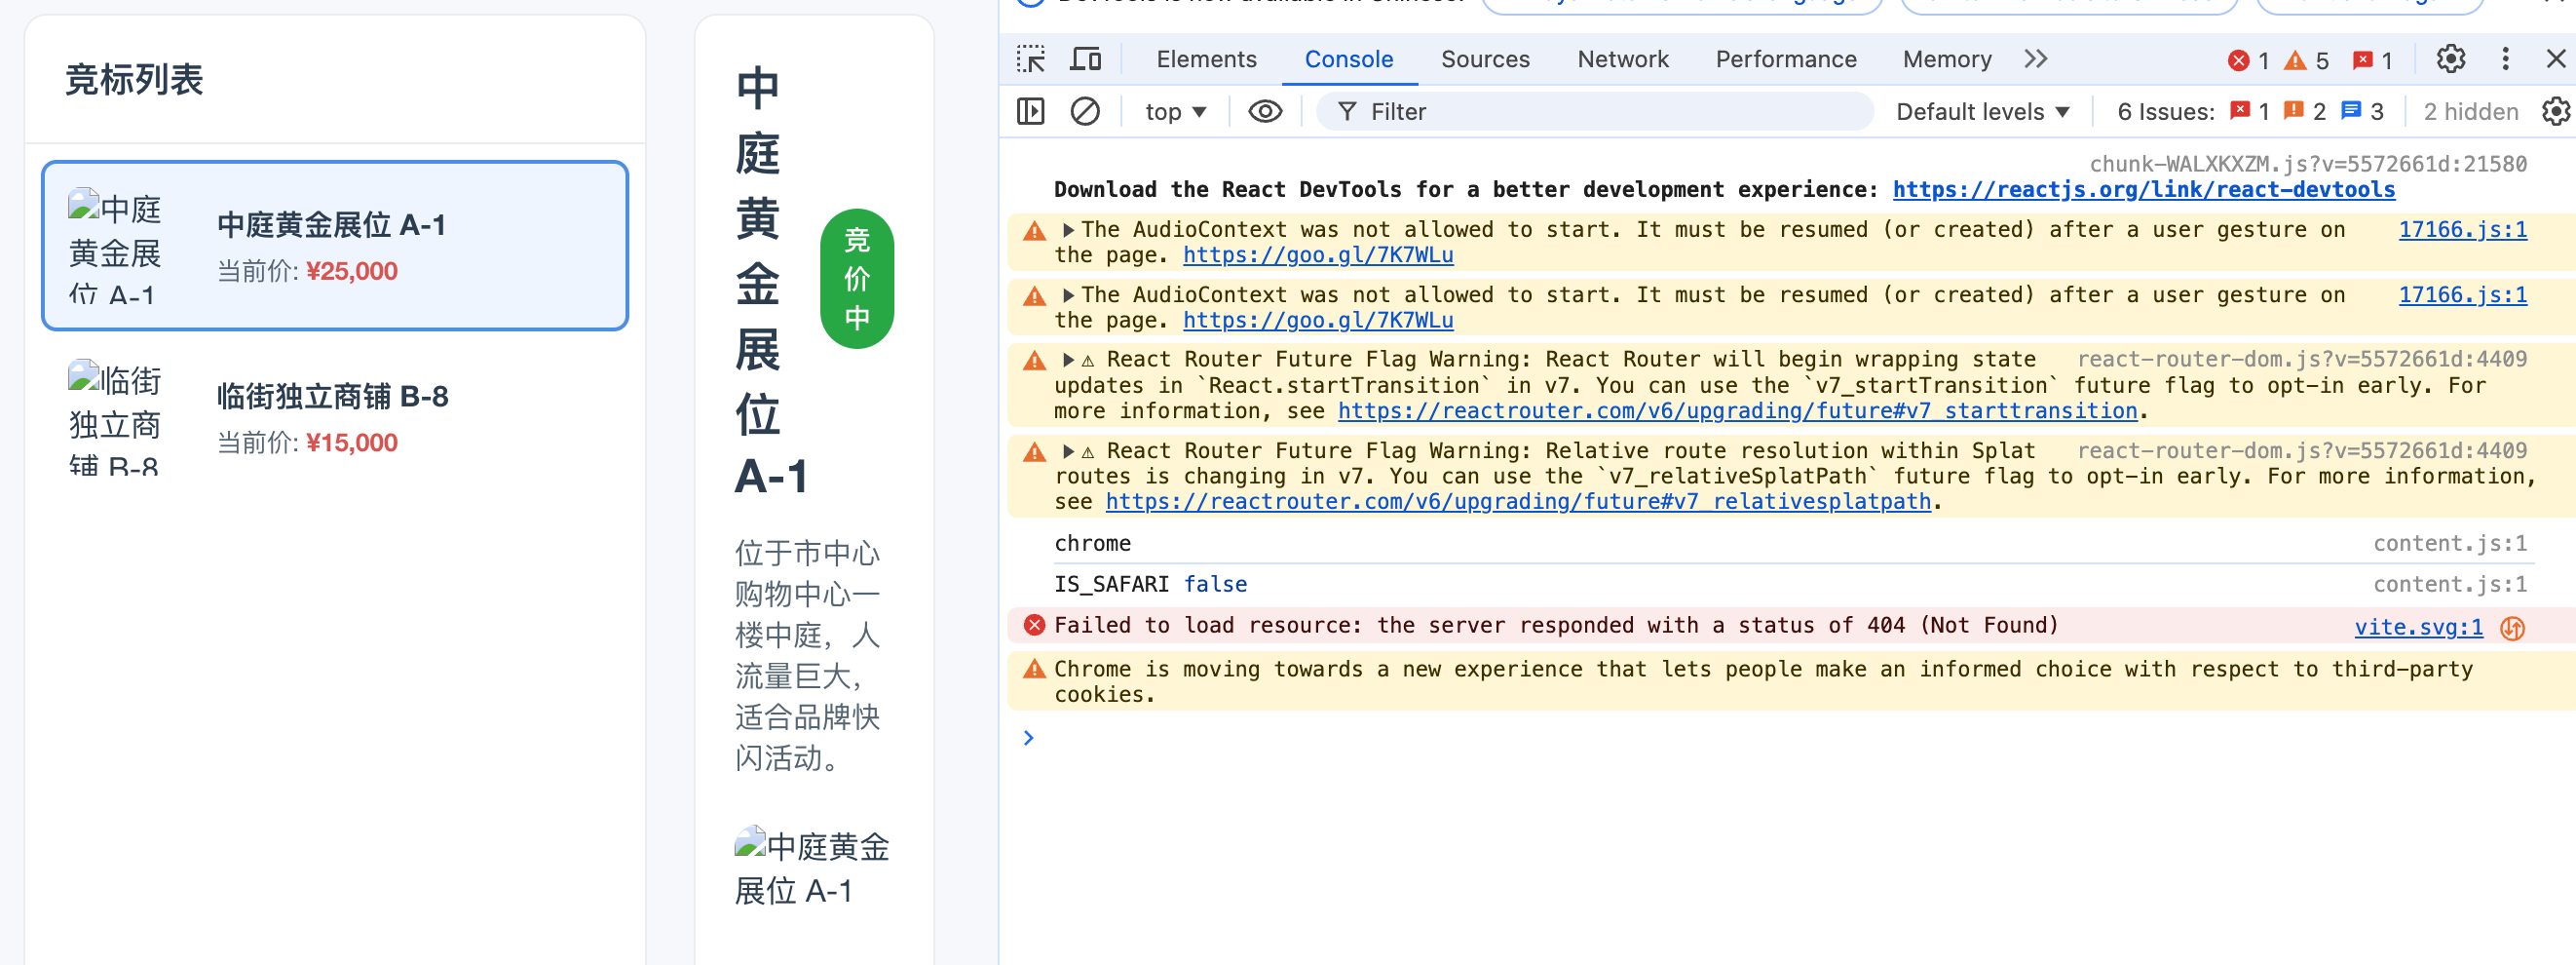 竞标列表
中庭
黄金展
位 A-1
中庭黄金展位 A-1
当前价: ¥25,000
临街
独立商
铺 B-8
临街独立商铺 B-8
当前价: ¥15,000
中
庭
黄
金
展
位
A-1
竞
价
中
位于市中心
购物中心一
楼中庭，人
流量巨大，
适合品牌快
闪活动。
中庭黄金
展位 A-1
Elements Console Sources Network Performance Memory 1 5 1
top Filter Default levels 6 Issues: 1 2 3 2 hidden
chunk-WALXKXZM.js?v=5572661d:21580
Download the React DevTools for a better development experience: https://reactjs.org/link/react-devtools
The AudioContext was not allowed to start. It must be resumed (or created) after a user gesture on 17166.js:1
the page. https://goo.gl/7K7WLu
The AudioContext was not allowed to start. It must be resumed (or created) after a user gesture on 17166.js:1
the page. https://goo.gl/7K7WLu
⚠ React Router Future Flag Warning: React Router will begin wrapping state react-router-dom.js?v=5572661d:4409
updates in `React.startTransition` in v7. You can use the `v7_startTransition` future flag to opt-in early. For
more information, see https://reactrouter.com/v6/upgrading/future#v7_starttransition.
⚠ React Router Future Flag Warning: Relative route resolution within Splat react-router-dom.js?v=5572661d:4409
routes is changing in v7. You can use the `v7_relativeSplatPath` future flag to opt-in early. For more information,
see https://reactrouter.com/v6/upgrading/future#v7_relativesplatpath.
chrome content.js:1
IS_SAFARI false content.js:1
Failed to load resource: the server responded with a status of 404 (Not Found) vite.svg:1
Chrome is moving towards a new experience that lets people make an informed choice with respect to third-party
cookies.